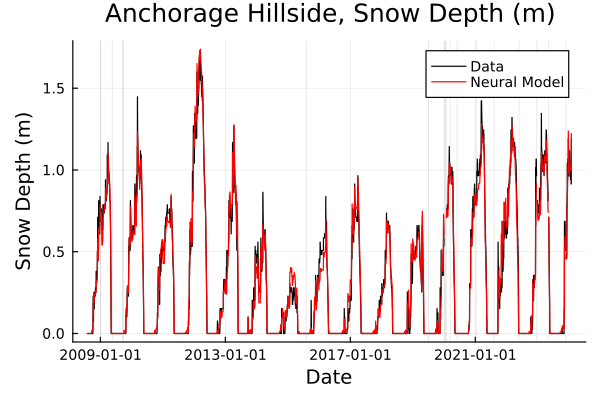 Anchorage Hillside, Snow Depth (m)
Snow Depth (m)
1.5
1.0
0.5
0.0
Data
Neural Model
2009-01-01
2013-01-01
2017-01-01
2021-01-01
Date